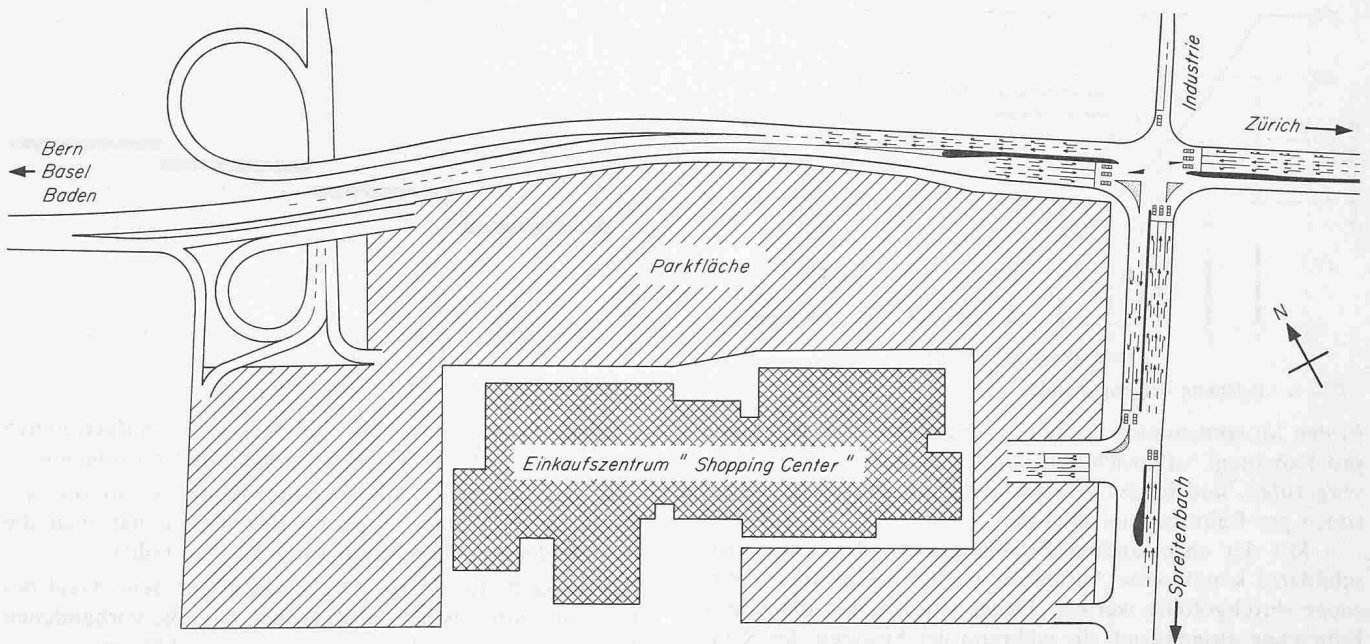 Industrie
Zürich
Bern
Basel
Baden
Parkfläche
N
Einkaufszentrum " Shopping Center "
Spreitenbach